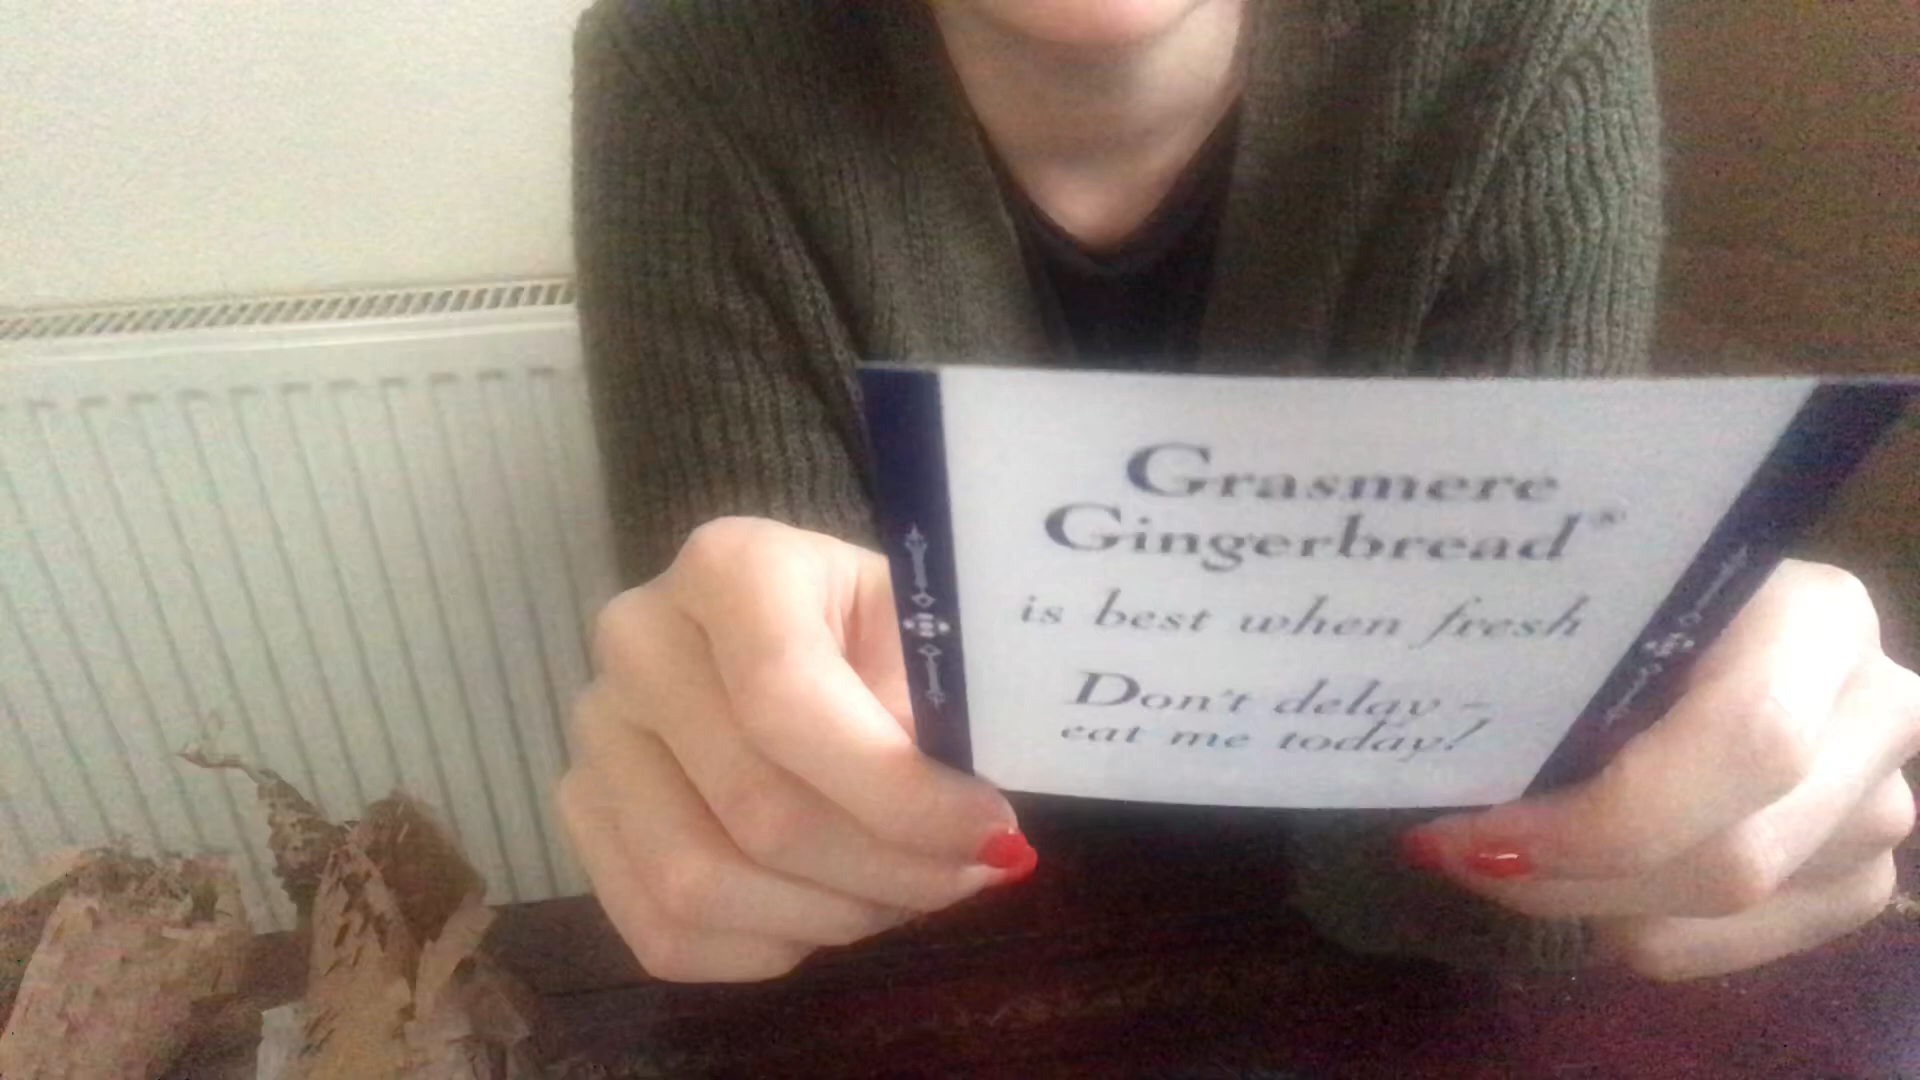 Grasmere
Gingerbread®
is best when fresh
Don't delay -
eat me today!